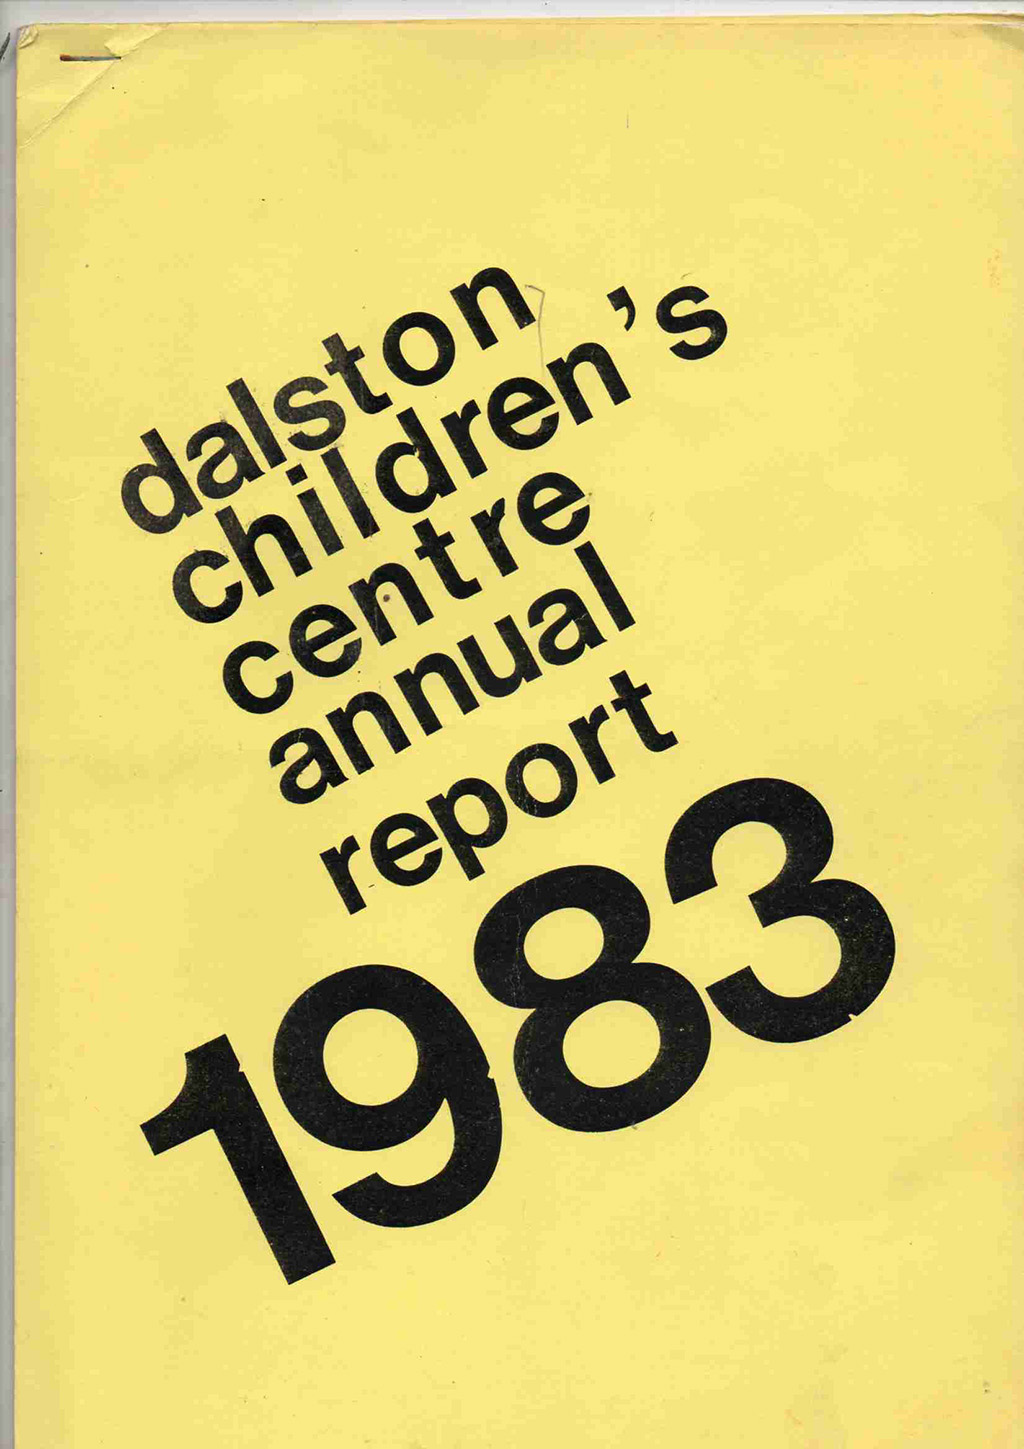 dalston
children's
centre
annual
report
1983